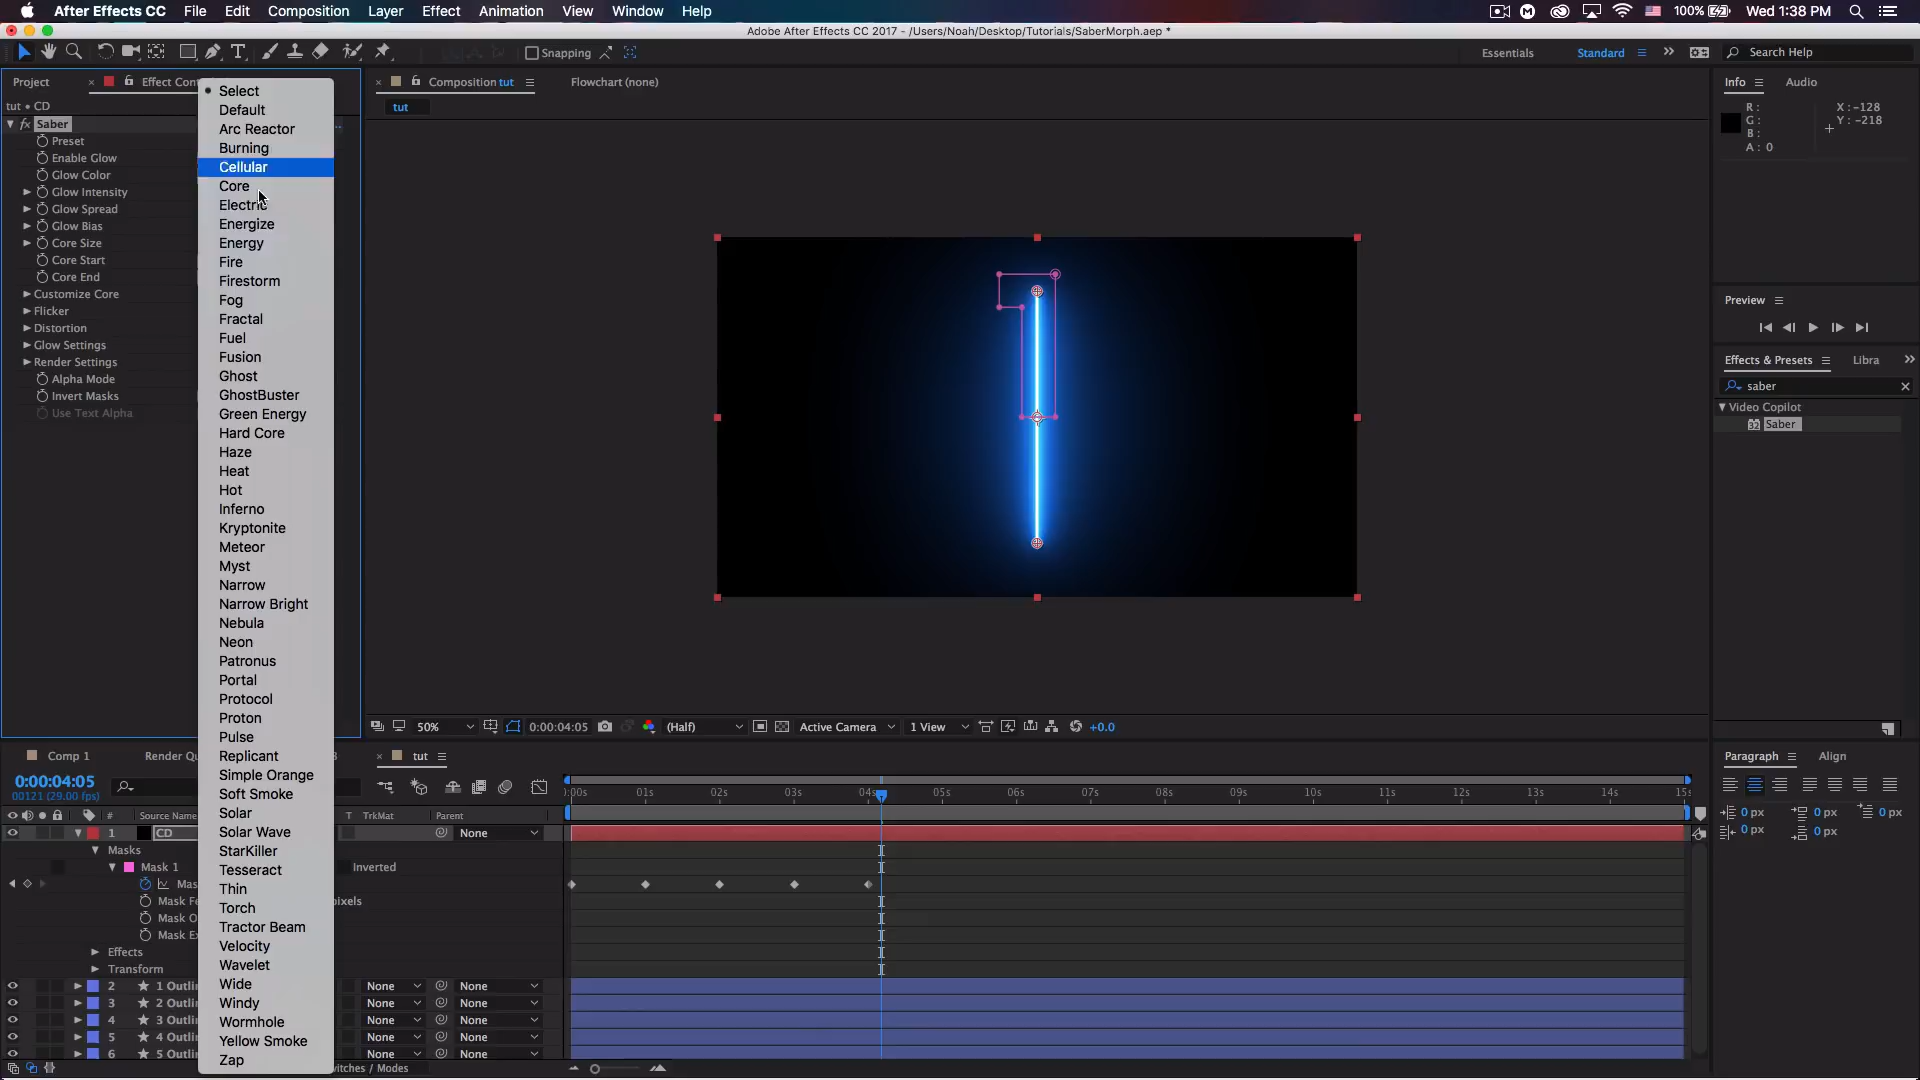 After Effects CC File Edit Composition Layer Effect Animation View Window Help 100% Wed 1:38 PM
Adobe After Effects CC 2017 - /Users/Noah/Desktop/Tutorials/SaberMorph.aep *
Snapping Essentials Standard Search Help
Project Effect Con Composition tut Flowchart (none) Info Audio
tut • CD
tut
fx Saber
Preset
Enable Glow
Glow Color
Glow Intensity
Glow Spread
Glow Bias
Core Size
Core Start
Core End
Customize Core
Flicker
Distortion
Glow Settings
Render Settings
Alpha Mode
Invert Masks
Use Text Alpha
Select
Default
Arc Reactor
Burning
Cellular
Core
Electric
Energize
Energy
Fire
Firestorm
Fog
Fractal
Fuel
Fusion
Ghost
GhostBuster
Green Energy
Hard Core
Haze
Heat
Hot
Inferno
Kryptonite
Meteor
Myst
Narrow
Narrow Bright
Nebula
Neon
Patronus
Portal
Protocol
Proton
Pulse
Replicant
Simple Orange
Soft Smoke
Solar
Solar Wave
StarKiller
Tesseract
Thin
Torch
Tractor Beam
Velocity
Wavelet
Wide
Windy
Wormhole
Yellow Smoke
Zap
R :
G :
B :
A : 0
X : -128
Y : -218
Preview
Effects & Presets Libra
saber
Video Copilot
32 Saber
50% 0:00:04:05 (Half) Active Camera 1 View +0.0
Comp 1 Render Qu 3 tut
0:00:04:05
00121 (29.00 fps)
:00s 01s 02s 03s 04s 05s 06s 07s 08s 09s 10s 11s 12s 13s 14s 15s
# Source Name T TrkMat Parent
1 CD None
Masks
Mask 1 Inverted
Mas
Mask Fe pixels
Mask O
Mask Ex
Effects
Transform
2 1 Outli None None
3 2 Outli None None
4 3 Outli None None
5 4 Outli None None
6 5 Outli None None
witches / Modes
Paragraph Align
0 px 0 px 0 px
0 px 0 px